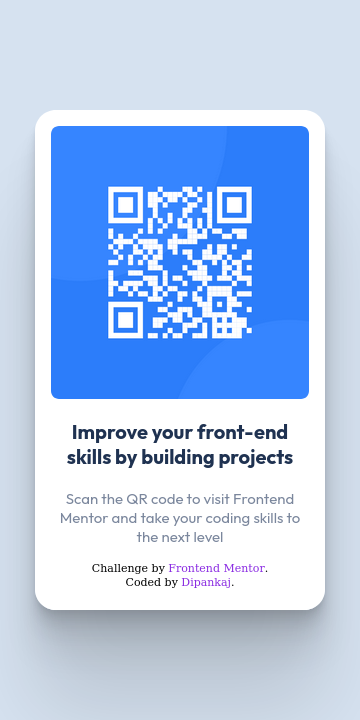 Improve your front-end
skills by building projects
Scan the QR code to visit Frontend
Mentor and take your coding skills to
the next level
Challenge by Frontend Mentor.
Coded by Dipankaj.